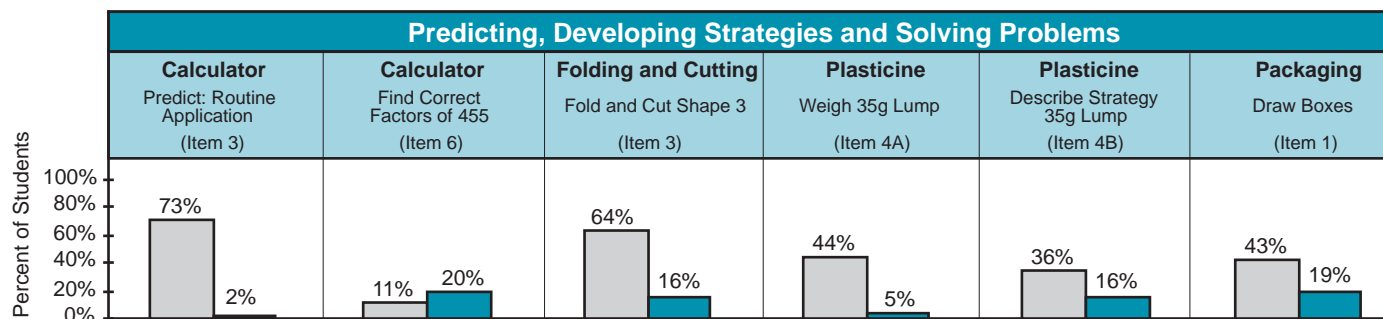 Predicting, Developing Strategies and Solving Problems
Calculator
Predict: Routine
Application
(Item 3)
Calculator
Find Correct
Factors of 455
(Item 6)
Folding and Cutting
Fold and Cut Shape 3
(Item 3)
Plasticine
Weigh 35g Lump
(Item 4A)
Plasticine
Describe Strategy
35g Lump
(Item 4B)
Packaging
Draw Boxes
(Item 1)
Percent of Students
100%
80%
60%
40%
20%
0%
73%
2%
11%
20%
64%
16%
44%
5%
36%
16%
43%
19%